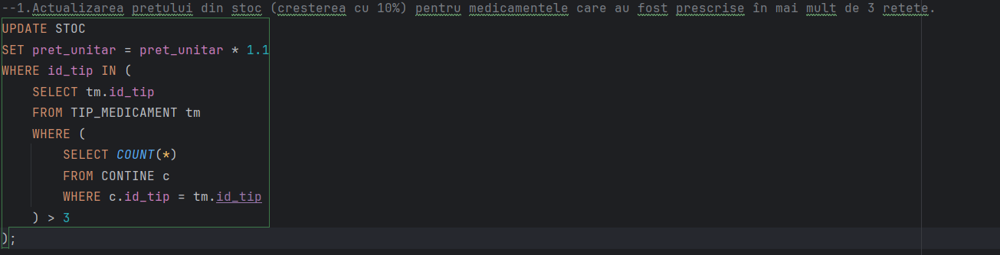 --1.Actualizarea prețului din stoc (cresterea cu 10%) pentru medicamentele care au fost prescrise în mai mult de 3 retete.
UPDATE STOC
SET pret_unitar = pret_unitar * 1.1
WHERE id_tip IN (
    SELECT tm.id_tip
    FROM TIP_MEDICAMENT tm
    WHERE (
        SELECT COUNT(*)
        FROM CONTINE c
        WHERE c.id_tip = tm.id_tip
    ) > 3
);